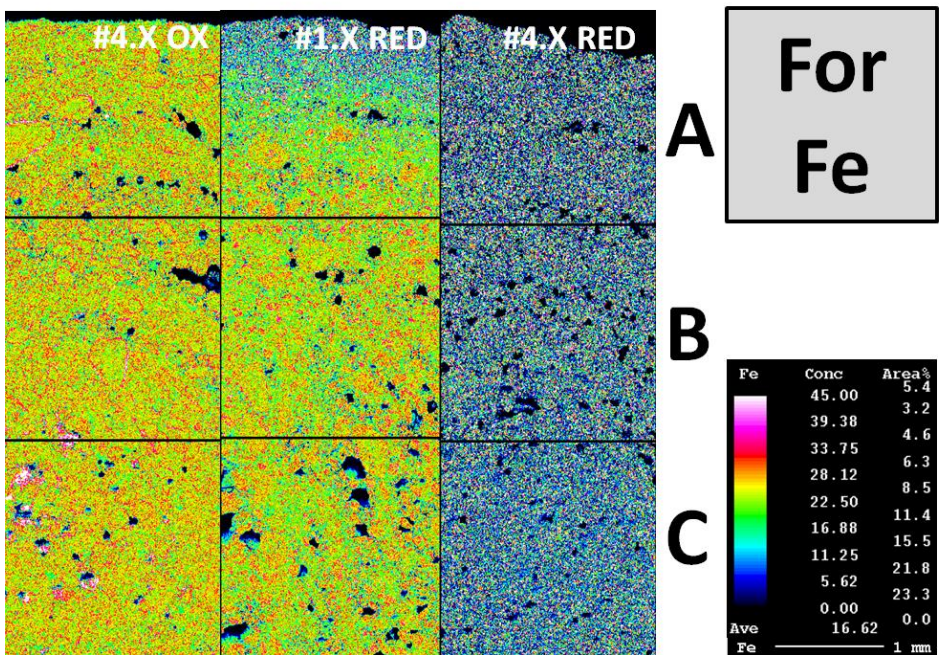 #4.X OX #1.X RED #4.X RED
For
Fe
A
B
C
Fe Conc Area%
5.4
45.00
3.2
39.38
4.6
33.75
6.3
28.12
8.5
22.50
11.4
16.88
15.5
11.25
21.8
5.62
23.3
0.00
0.0
Ave 16.62
Fe 1 mm